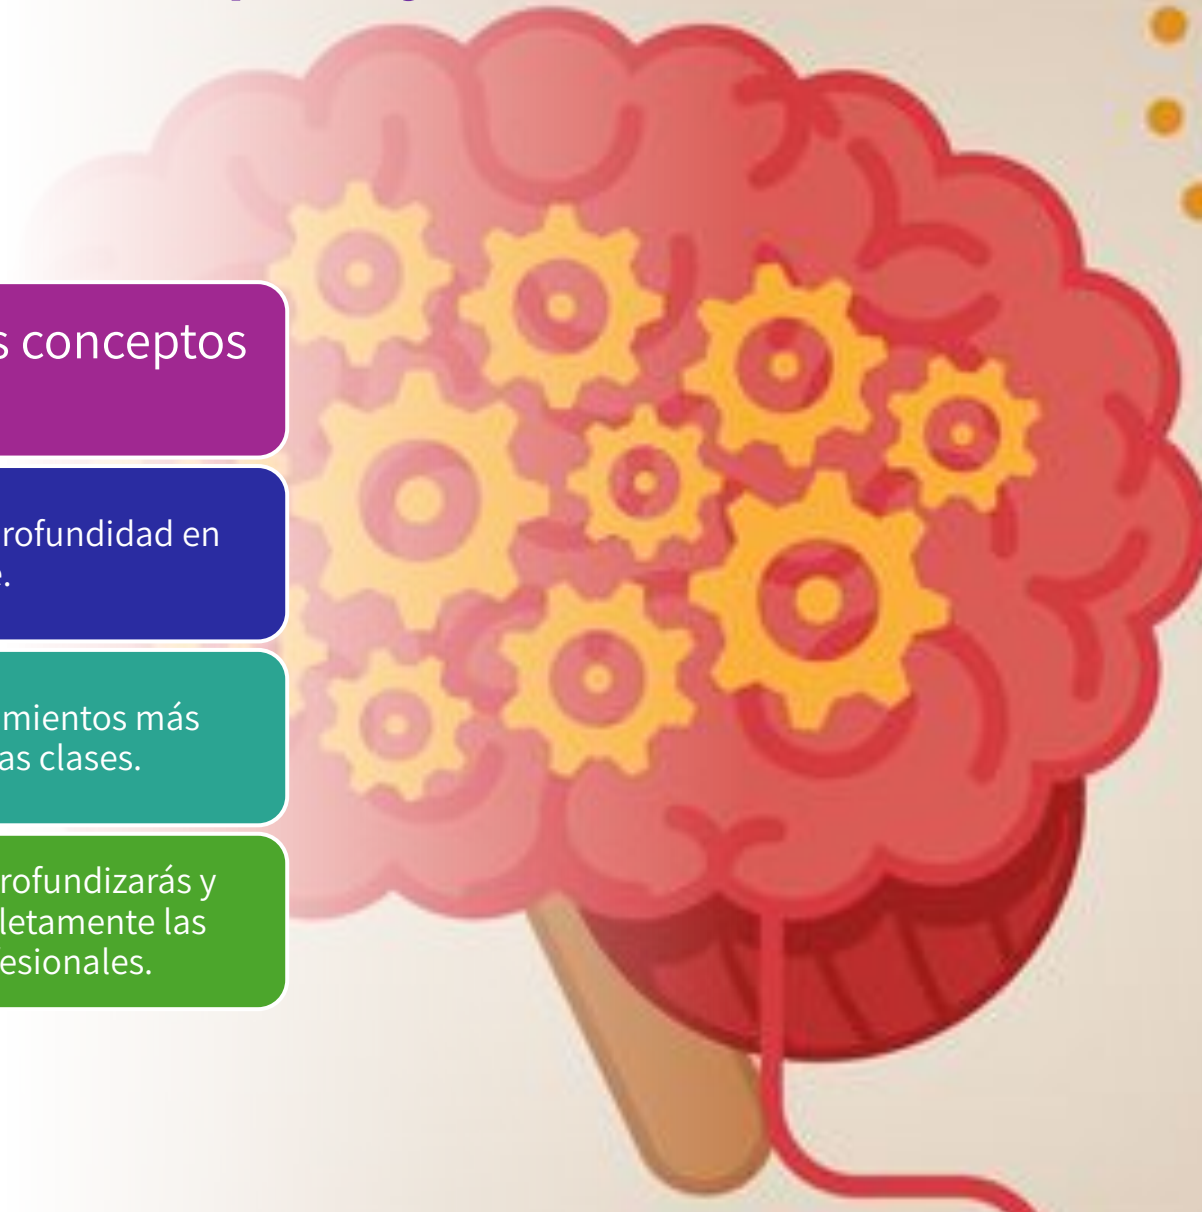 s conceptos
rofundidad en
e.
mientos más
as clases.
rofundizarás y
letamente las
esionales.